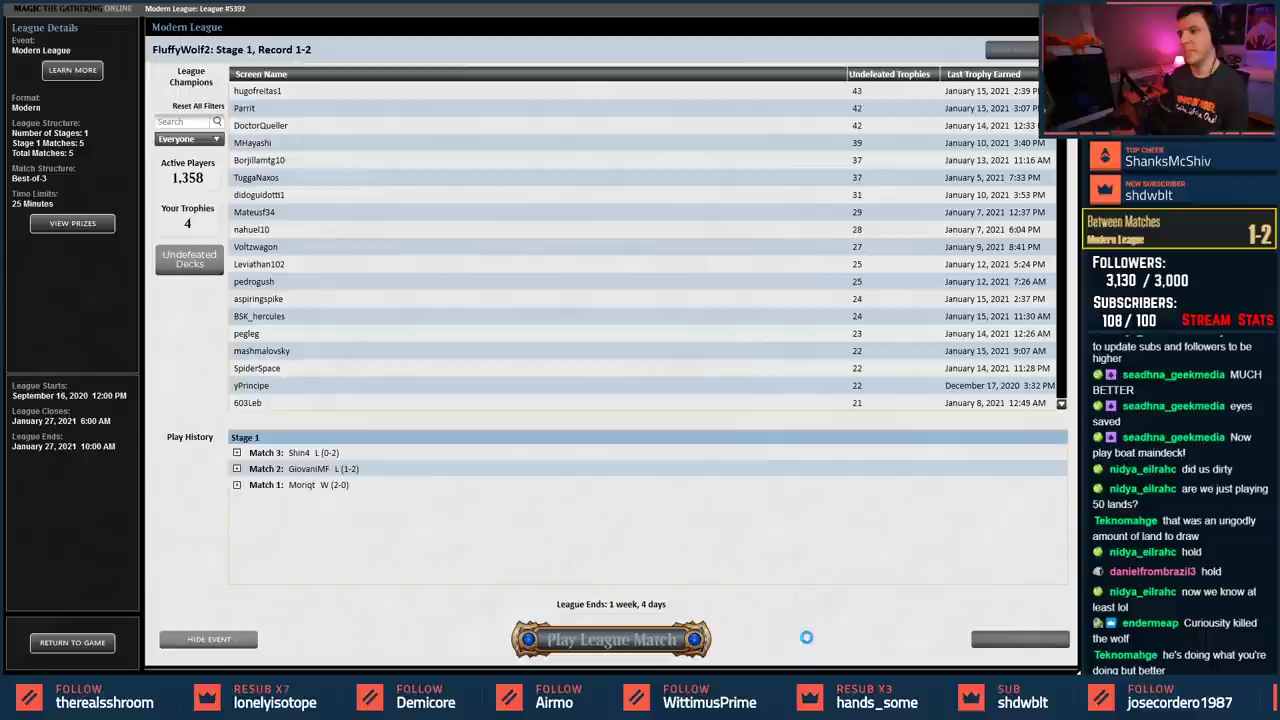 MAGIC THE GATHERING ONLINE
Modern League: League #5392
League Details
Event:
Modern League
LEARN MORE
Format:
Modern
League Structure:
Number of Stages: 1
Stage 1 Matches: 5
Total Matches: 5
Match Structure:
Best-of-3
Time Limits:
25 Minutes
VIEW PRIZES
League Starts:
September 16, 2020 12:00 PM
League Closes:
January 27, 2021 6:00 AM
League Ends:
January 27, 2021 10:00 AM
RETURN TO GAME
Modern League
FluffyWolf2: Stage 1, Record 1-2
League Champions
Reset All Filters
Search
Everyone
Active Players
1,358
Your Trophies
4
Undefeated Decks
Screen Name Undefeated Trophies Last Trophy Earned
hugofreitas1 43 January 15, 2021 2:39 PM
Parrit 42 January 15, 2021 3:07 PM
DoctorQueller 42 January 14, 2021 12:33
MHayashi 39 January 10, 2021 3:40 PM
Borjillamtg10 37 January 13, 2021 11:16 AM
TuggaNaxos 37 January 5, 2021 7:33 PM
didoguidotti1 31 January 10, 2021 3:53 PM
Mateusf34 29 January 7, 2021 12:37 PM
nahuel10 28 January 7, 2021 6:04 PM
Voltzwagon 27 January 9, 2021 8:41 PM
Leviathan102 25 January 12, 2021 5:24 PM
pedrogush 25 January 12, 2021 7:26 AM
aspiringspike 24 January 15, 2021 2:37 PM
BSK_hercules 24 January 15, 2021 11:30 AM
pegleg 23 January 14, 2021 12:26 AM
mashmalovsky 22 January 15, 2021 9:07 AM
SpiderSpace 22 January 14, 2021 11:28 PM
yPrincipe 22 December 17, 2020 3:32 PM
603Leb 21 January 8, 2021 12:49 AM
Play History
Stage 1
Match 3: Shin4 L (0-2)
Match 2: GiovaniMF L (1-2)
Match 1: Moriqt W (2-0)
League Ends: 1 week, 4 days
HIDE EVENT
Play League Match
TOP CHEER
ShanksMcShiv
NEW SUBSCRIBER
shdwblt
Between Matches
Modern League
1-2
FOLLOWERS:
3,130 / 3,000
SUBSCRIBERS:
108 / 100
STREAM STATS
to update subs and followers to be
higher
seadhna_geekmedia MUCH
BETTER
seadhna_geekmedia eyes
saved
seadhna_geekmedia Now
play boat maindeck!
nidya_eilrahc did us dirty
nidya_eilrahc are we just playing
50 lands?
Teknomahge that was an ungodly
amount of land to draw
nidya_eilrahc hold
danielfrombrazil3 hold
nidya_eilrahc now we know at
least lol
endermeap Curiousity killed
the wolf
Teknomahge he's doing what you're
doing but better
FOLLOW
therealsshroom
RESUB X7
lonelyisotope
FOLLOW
Demicore
FOLLOW
Airmo
FOLLOW
WittimusPrime
RESUB X3
hands_some
SUB
shdwblt
FOLLOW
josecordero1987